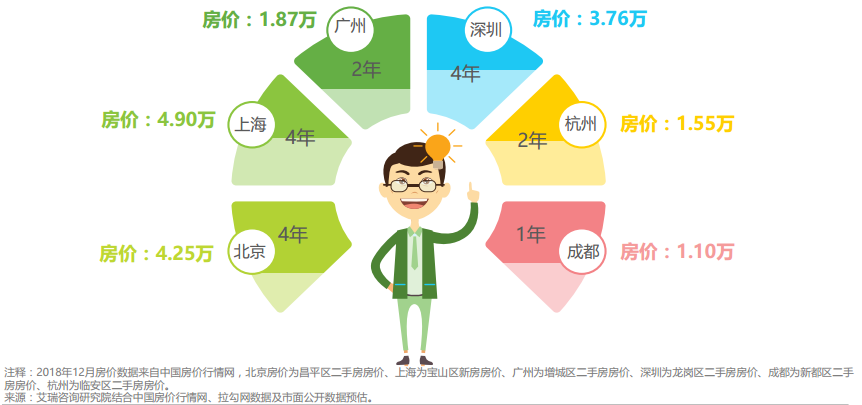 房价：1.87万
广州
2年
深圳
4年
房价：3.76万
房价：4.90万
上海
4年
杭州
2年
房价：1.55万
房价：4.25万
北京
4年
1年
成都
房价：1.10万
注释：2018年12月房价数据来自中国房价行情网，北京房价为昌平区二手房房价、上海为宝山区新房房价、广州为增城区二手房房价、深圳为龙岗区二手房房价、成都为新都区二手
房房价、杭州为临安区二手房房价。
来源：艾瑞咨询研究院结合中国房价行情网、拉勾网数据及市面公开数据预估。